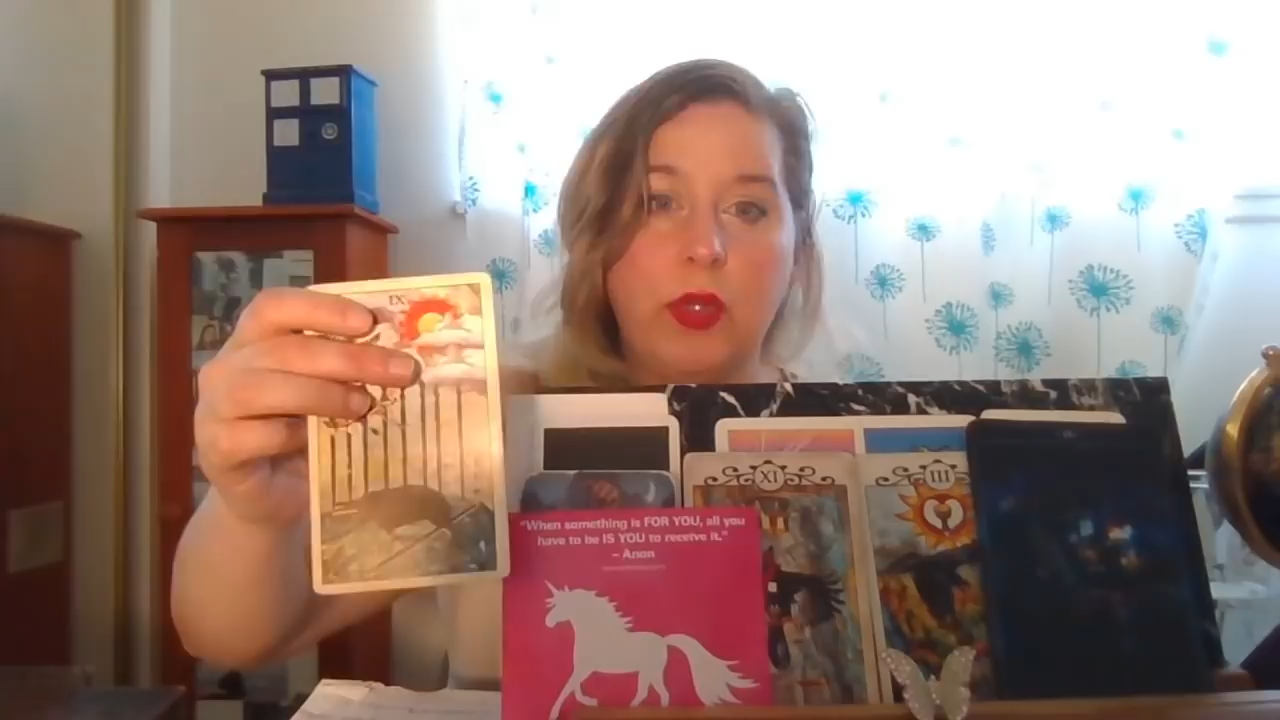 IX
XI
III
"When something is FOR YOU, all you
have to be IS YOU to receive it."
– Anon